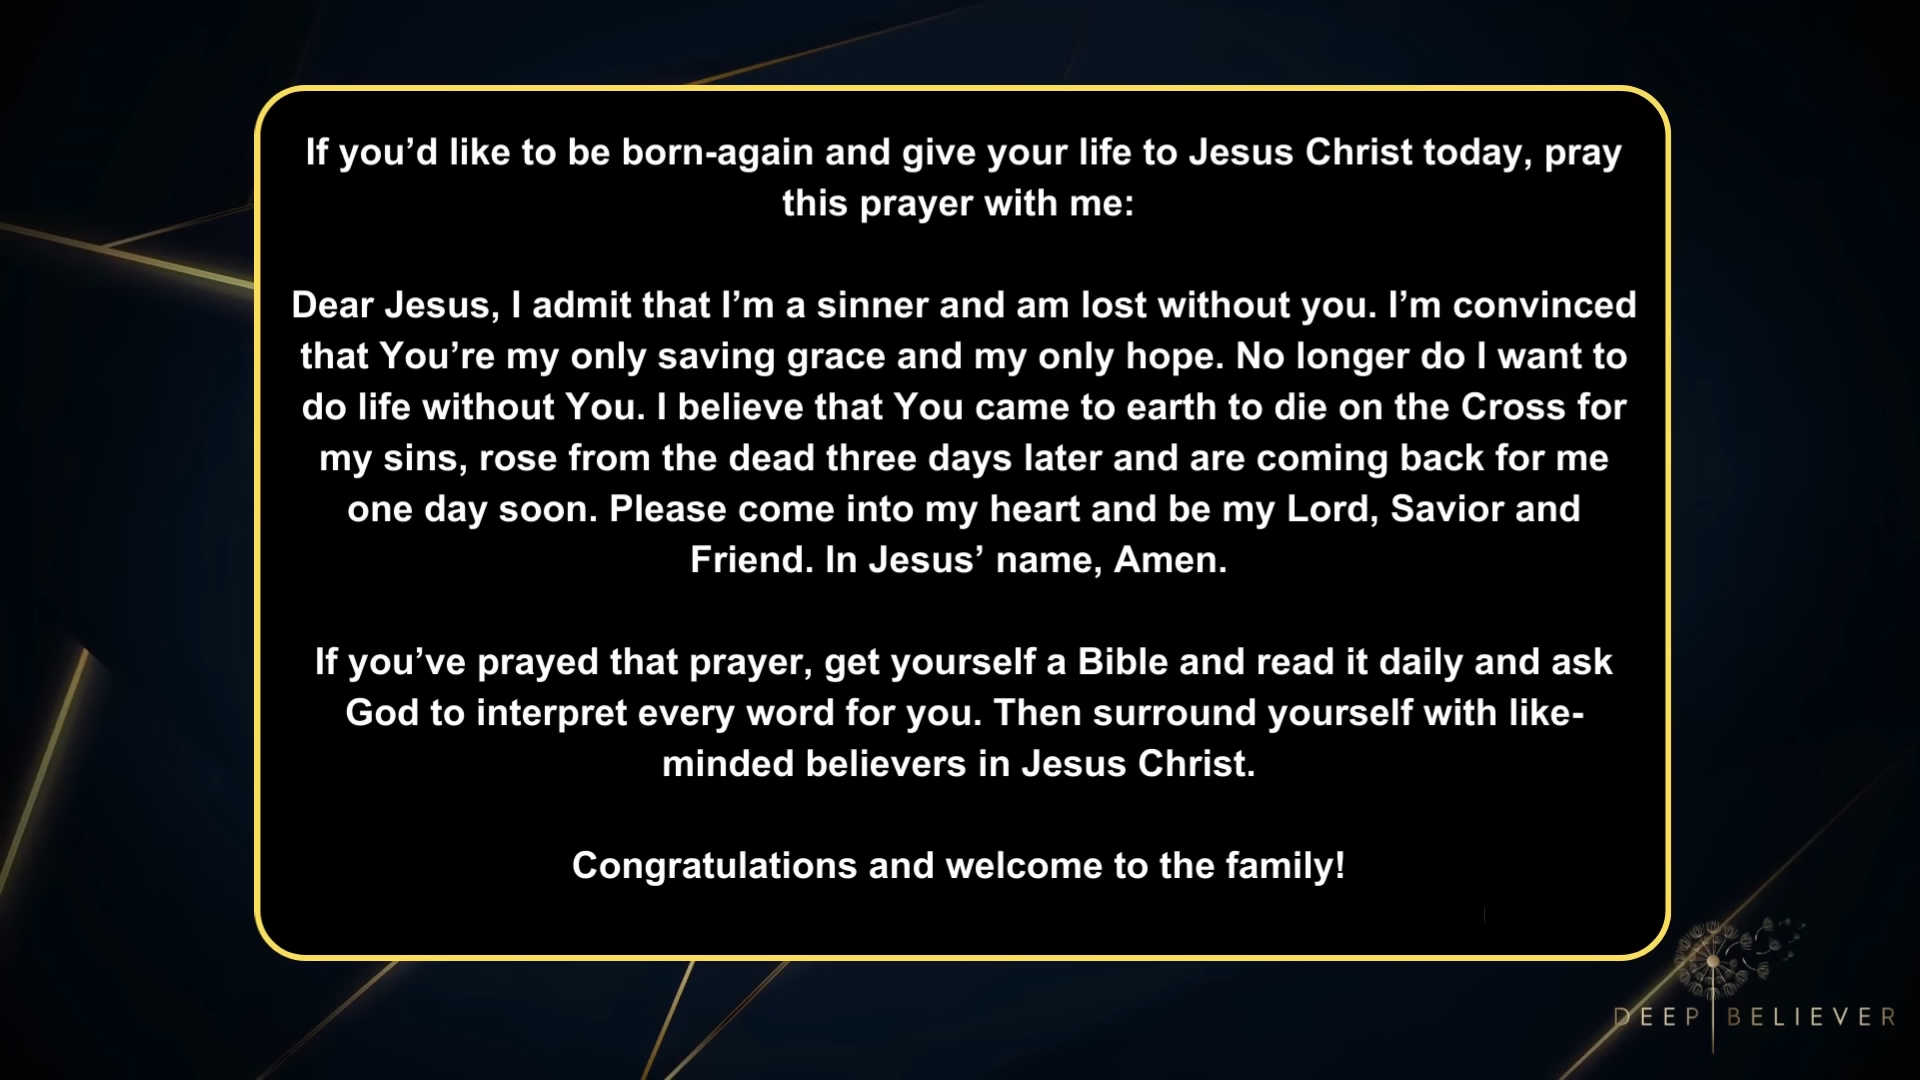 If you’d like to be born-again and give your life to Jesus Christ today, pray
this prayer with me:
Dear Jesus, I admit that I’m a sinner and am lost without you. I’m convinced
that You’re my only saving grace and my only hope. No longer do I want to
do life without You. I believe that You came to earth to die on the Cross for
my sins, rose from the dead three days later and are coming back for me
one day soon. Please come into my heart and be my Lord, Savior and
Friend. In Jesus’ name, Amen.
If you’ve prayed that prayer, get yourself a Bible and read it daily and ask
God to interpret every word for you. Then surround yourself with like-
minded believers in Jesus Christ.
Congratulations and welcome to the family!
DEEP BELIEVER